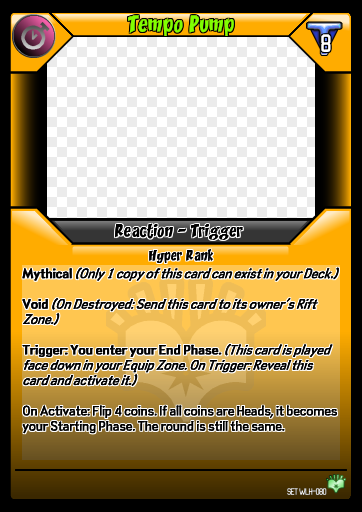 Tempo Pump
8
Reaction - Trigger
Hyper Rank
Mythical (Only 1 copy of this card can exist in your Deck.)
Void (On Destroyed: Send this card to its owner's Rift
Zone.)
Trigger: You enter your End Phase. (This card is played
face down in your Equip Zone. On Trigger: Reveal this
card and activate it.)
On Activate: Flip 4 coins. If all coins are Heads, it becomes
your Starting Phase. The round is still the same.
SET WLH-080